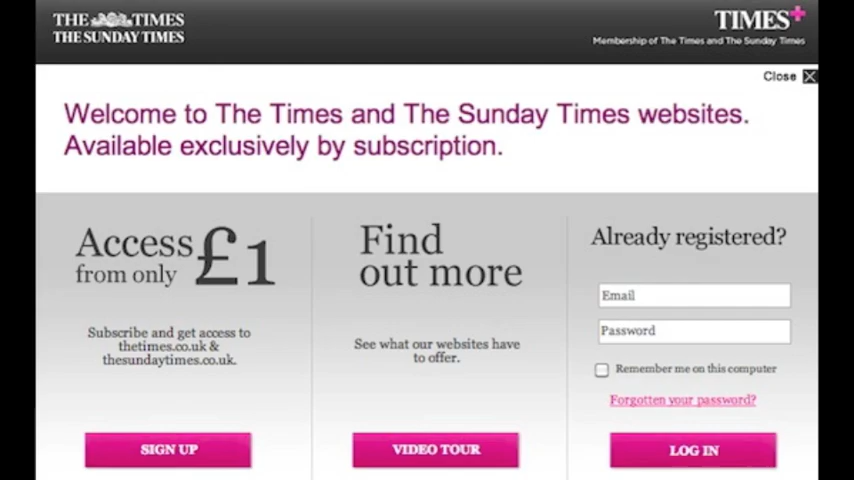 THE TIMES
THE SUNDAY TIMES
TIMES+
Membership of The Times and The Sunday Times
Close X
Welcome to The Times and The Sunday Times websites.
Available exclusively by subscription.
Access
from only £1
Subscribe and get access to
thetimes.co.uk &
thesundaytimes.co.uk.
SIGN UP
Find
out more
See what our websites have
to offer.
VIDEO TOUR
Already registered?
Email
Password
Remember me on this computer
Forgotten your password?
LOG IN